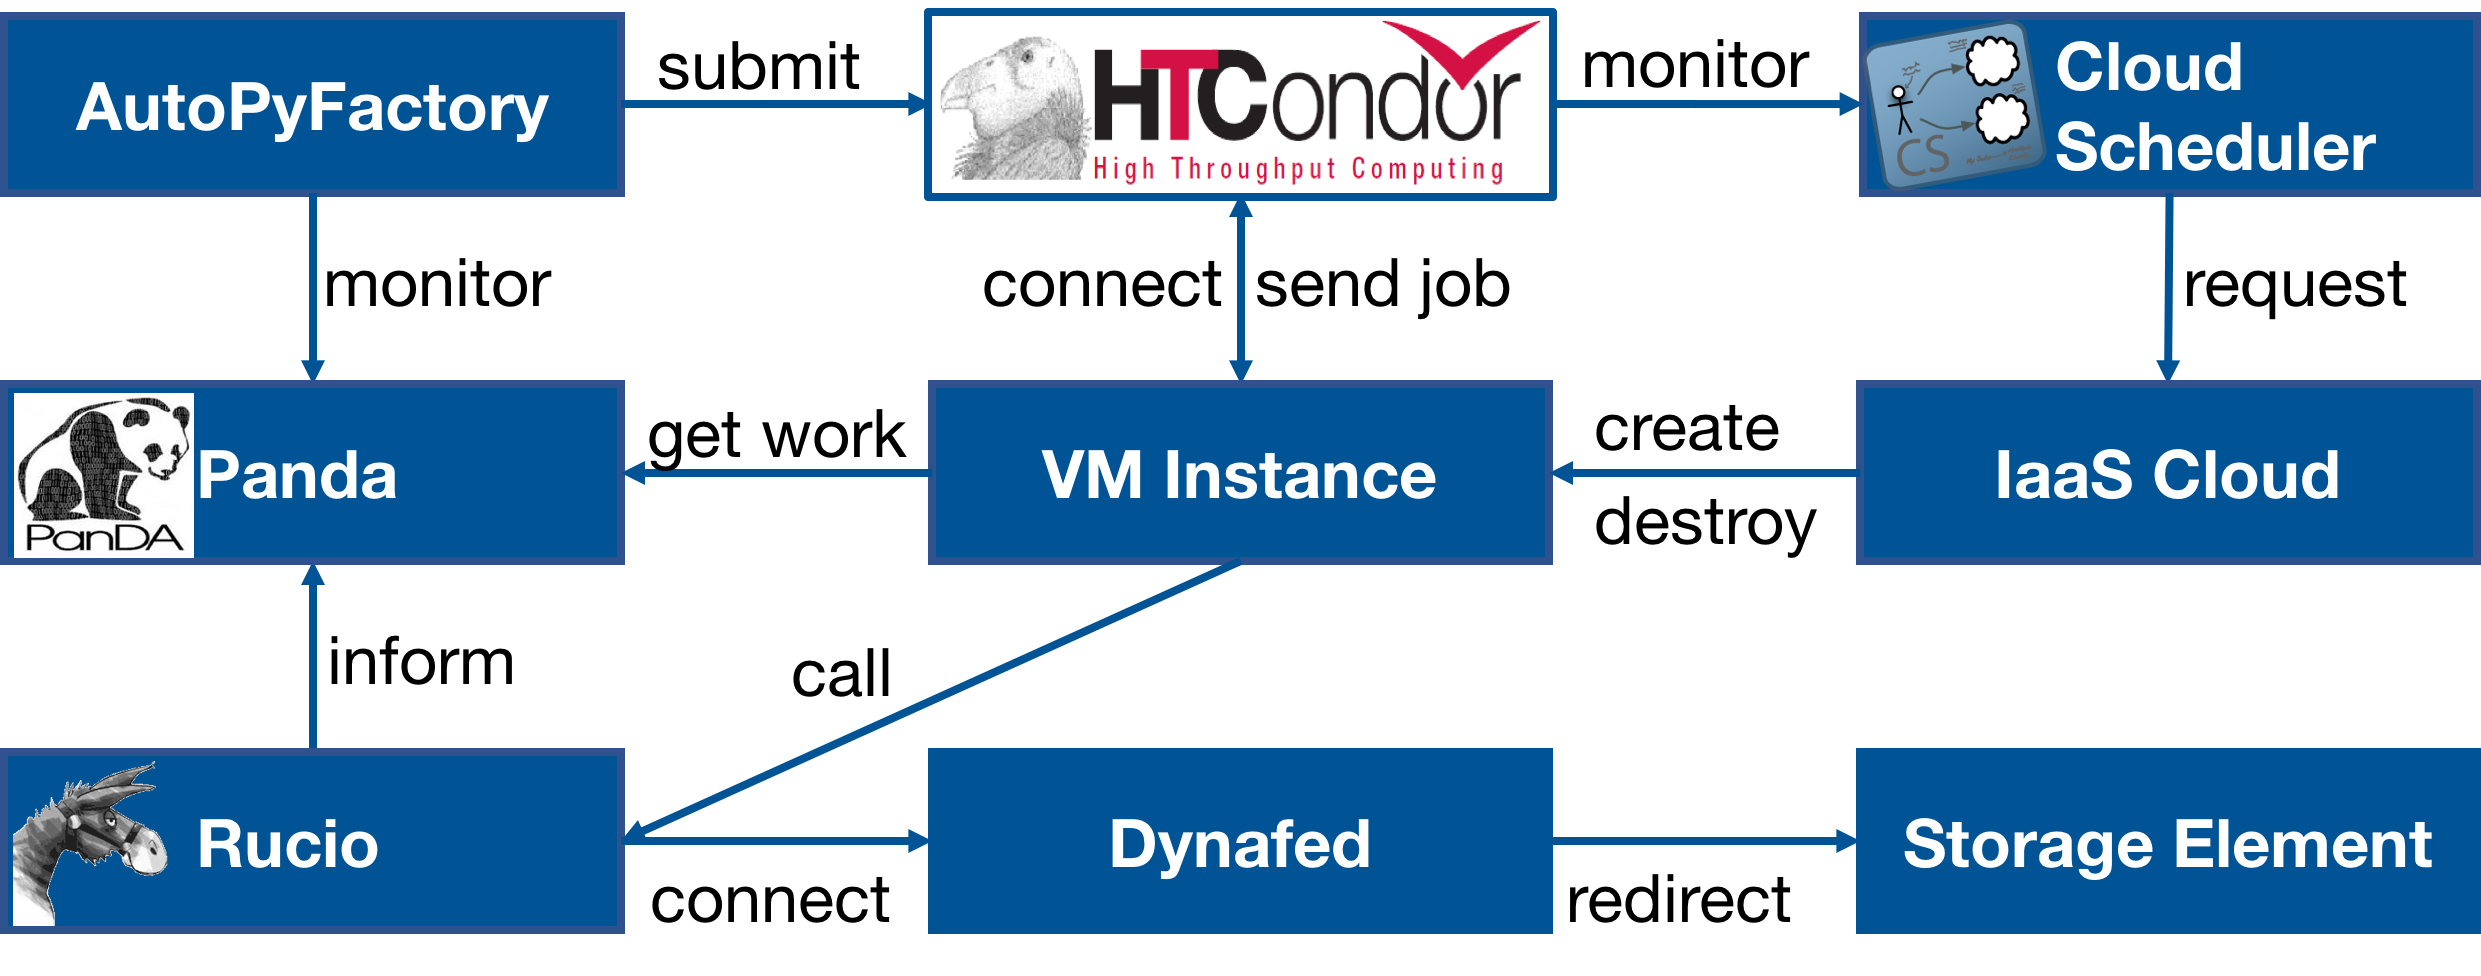 AutoPyFactory
submit
HTCondor
High Throughput Computing
monitor
CS
Cloud
Scheduler
monitor
connect
send job
request
PanDA
Panda
get work
VM Instance
create
destroy
IaaS Cloud
inform
call
Rucio
connect
Dynafed
redirect
Storage Element